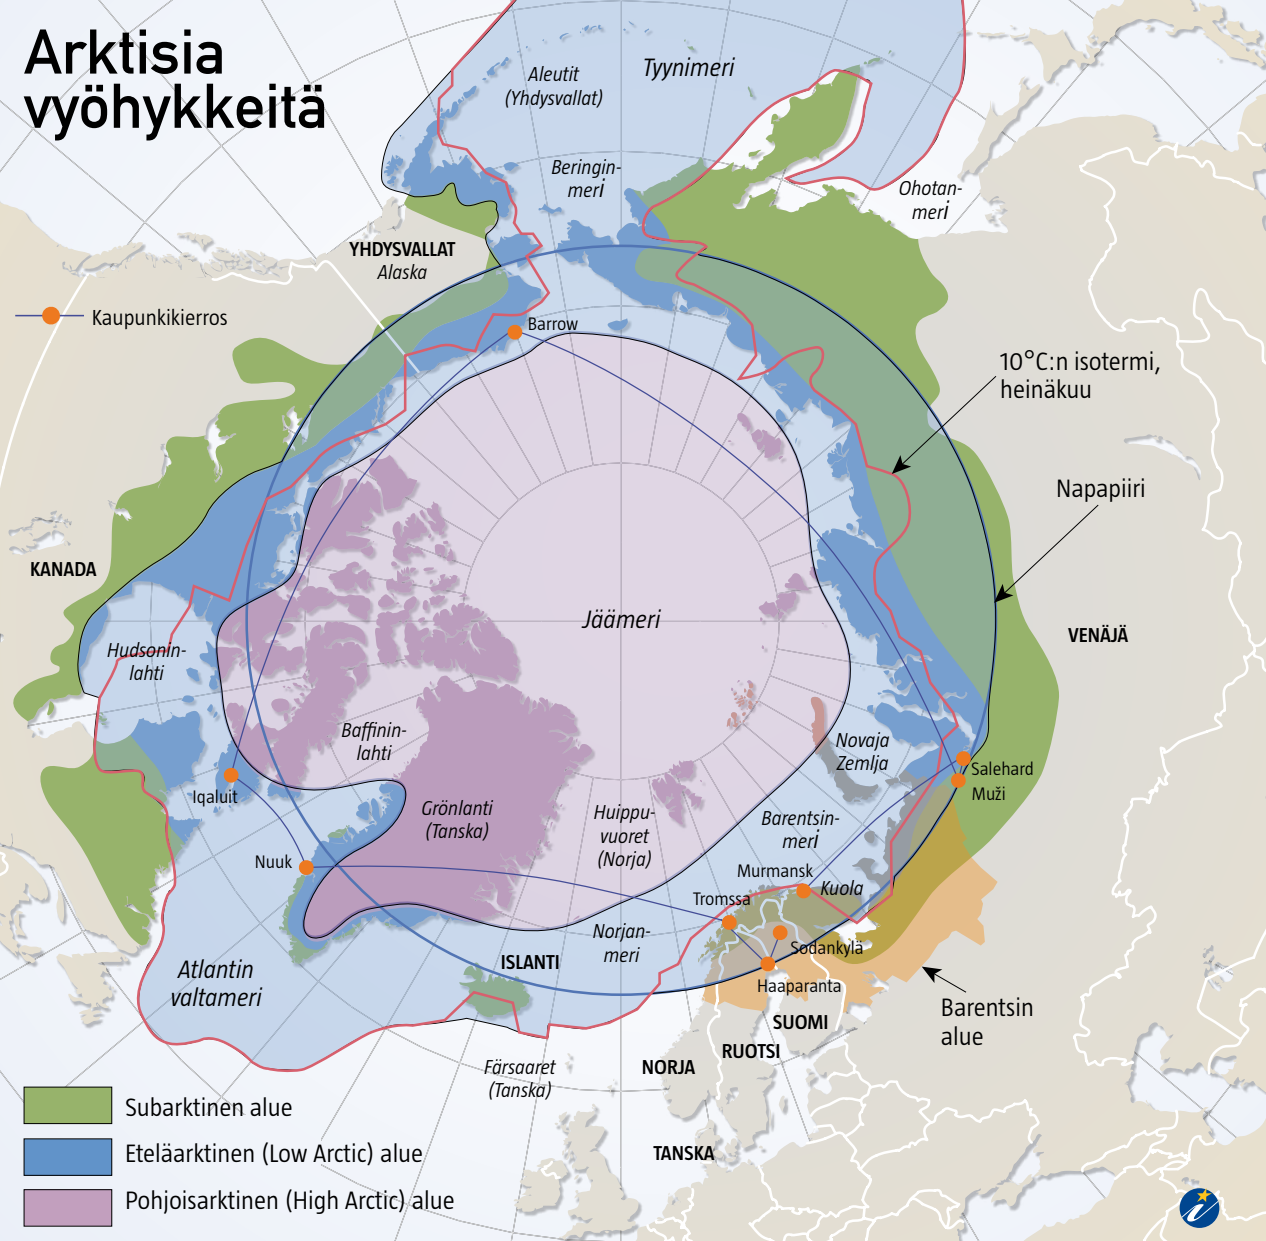 Arktisia
vyöhykkeitä
Aleutit
(Yhdysvallat)
Tyynimeri
Beringin-
meri
Ohotan-
meri
YHDYSVALLAT
Alaska
Kaupunkikierros
Barrow
10°C:n isotermi,
heinäkuu
Napapiiri
KANADA
Jäämeri
VENÄJÄ
Hudsonin-
lahti
Baffinin-
lahti
Novaja
Zemlja
Salehard
Muži
Iqaluit
Grönlanti
(Tanska)
Huippu-
vuoret
(Norja)
Barentsin-
meri
Nuuk
Murmansk
Kuola
Tromssa
Norjan-
meri
Sodankylä
ISLANTI
Atlantin
valtameri
Haaparanta
Barentsin
alue
SUOMI
RUOTSI
NORJA
Färsaaret
(Tanska)
TANSKA
Subarktinen alue
Eteläarktinen (Low Arctic) alue
Pohjoisarktinen (High Arctic) alue
i